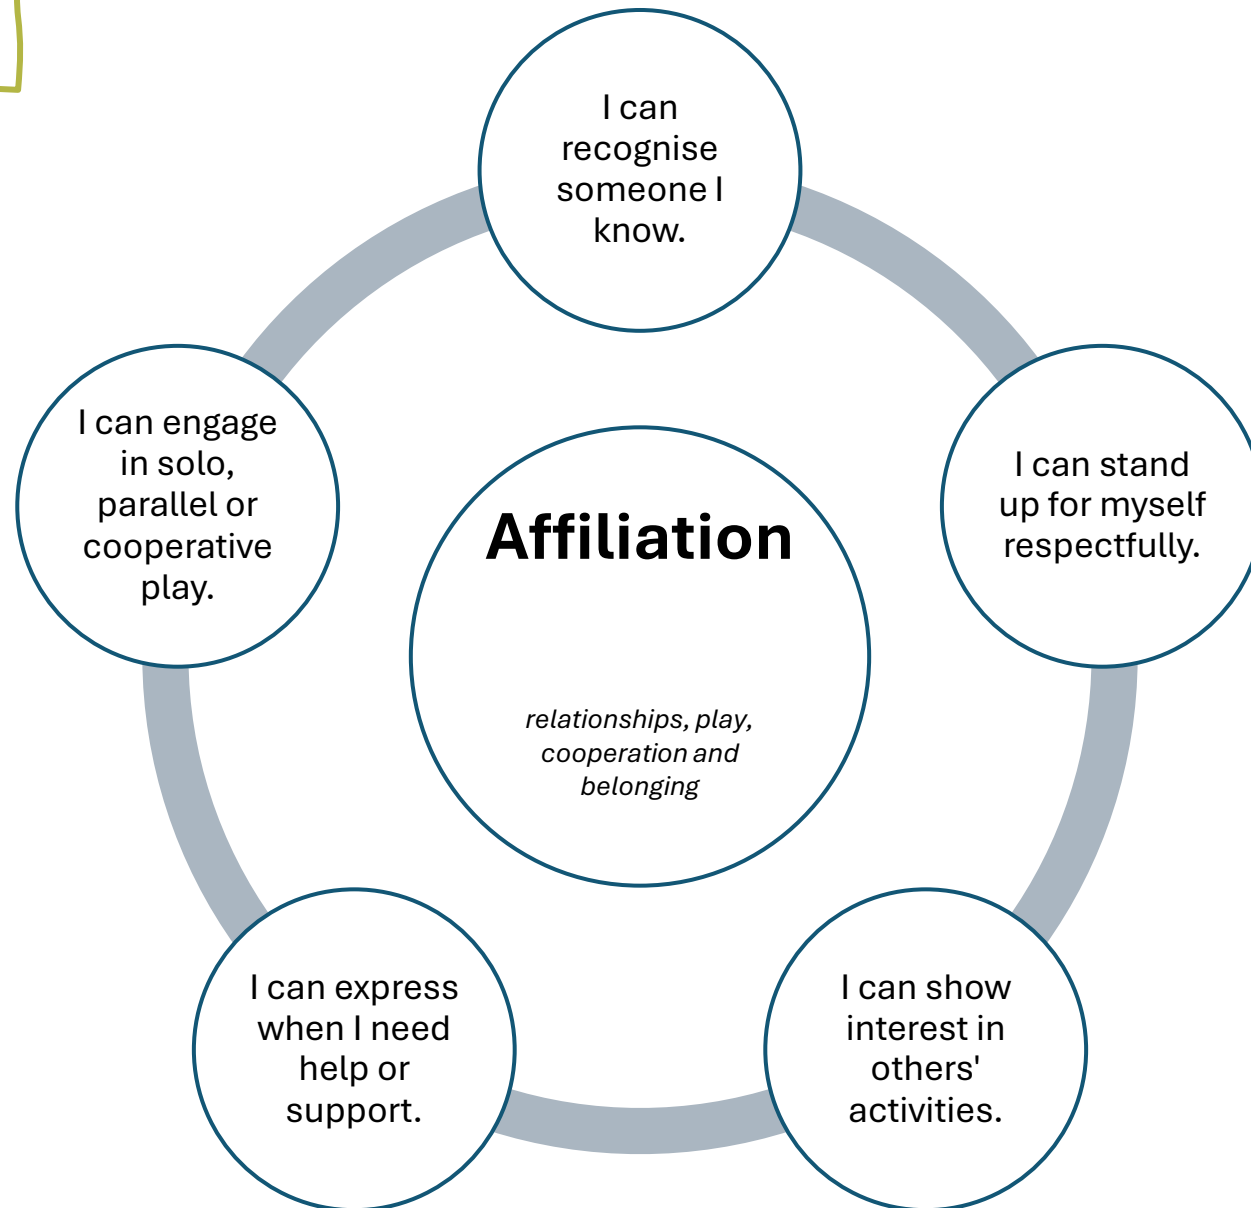 I can
recognise
someone I
know.
I can engage
in solo,
parallel or
cooperative
play.
I can stand
up for myself
respectfully.
Affiliation
relationships, play,
cooperation and
belonging
I can express
when I need
help or
support.
I can show
interest in
others'
activities.